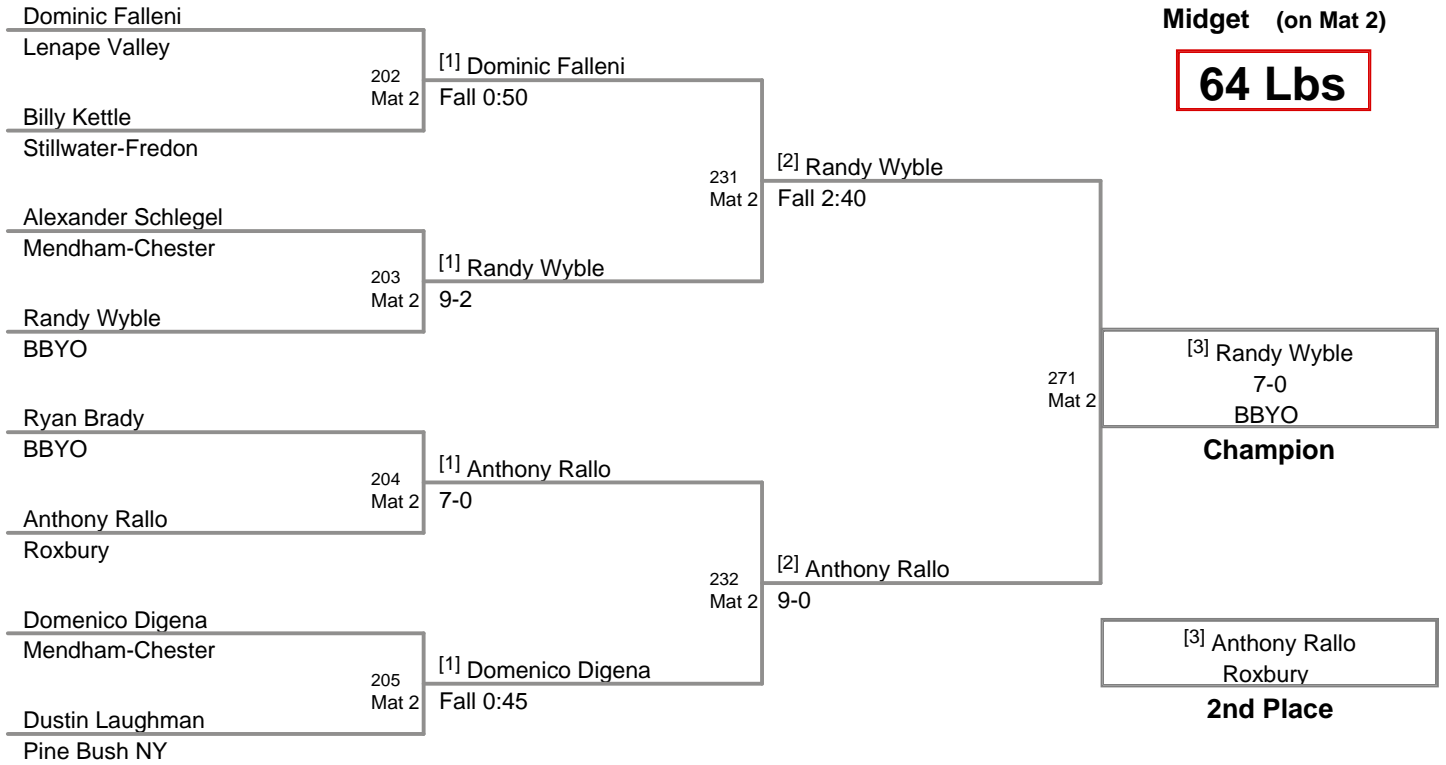 Dominic Falleni
Lenape Valley
202
Mat 2
[1] Dominic Falleni
Fall 0:50
Billy Kettle
Stillwater-Fredon
231
Mat 2
[2] Randy Wyble
Fall 2:40
Alexander Schlegel
Mendham-Chester
203
Mat 2
[1] Randy Wyble
9-2
Randy Wyble
BBYO
271
Mat 2
Ryan Brady
BBYO
204
Mat 2
[1] Anthony Rallo
7-0
Anthony Rallo
Roxbury
232
Mat 2
[2] Anthony Rallo
9-0
Domenico Digena
Mendham-Chester
205
Mat 2
[1] Domenico Digena
Fall 0:45
Dustin Laughman
Pine Bush NY
Midget (on Mat 2)
64 Lbs
[3] Randy Wyble
7-0
BBYO
Champion
[3] Anthony Rallo
Roxbury
2nd Place